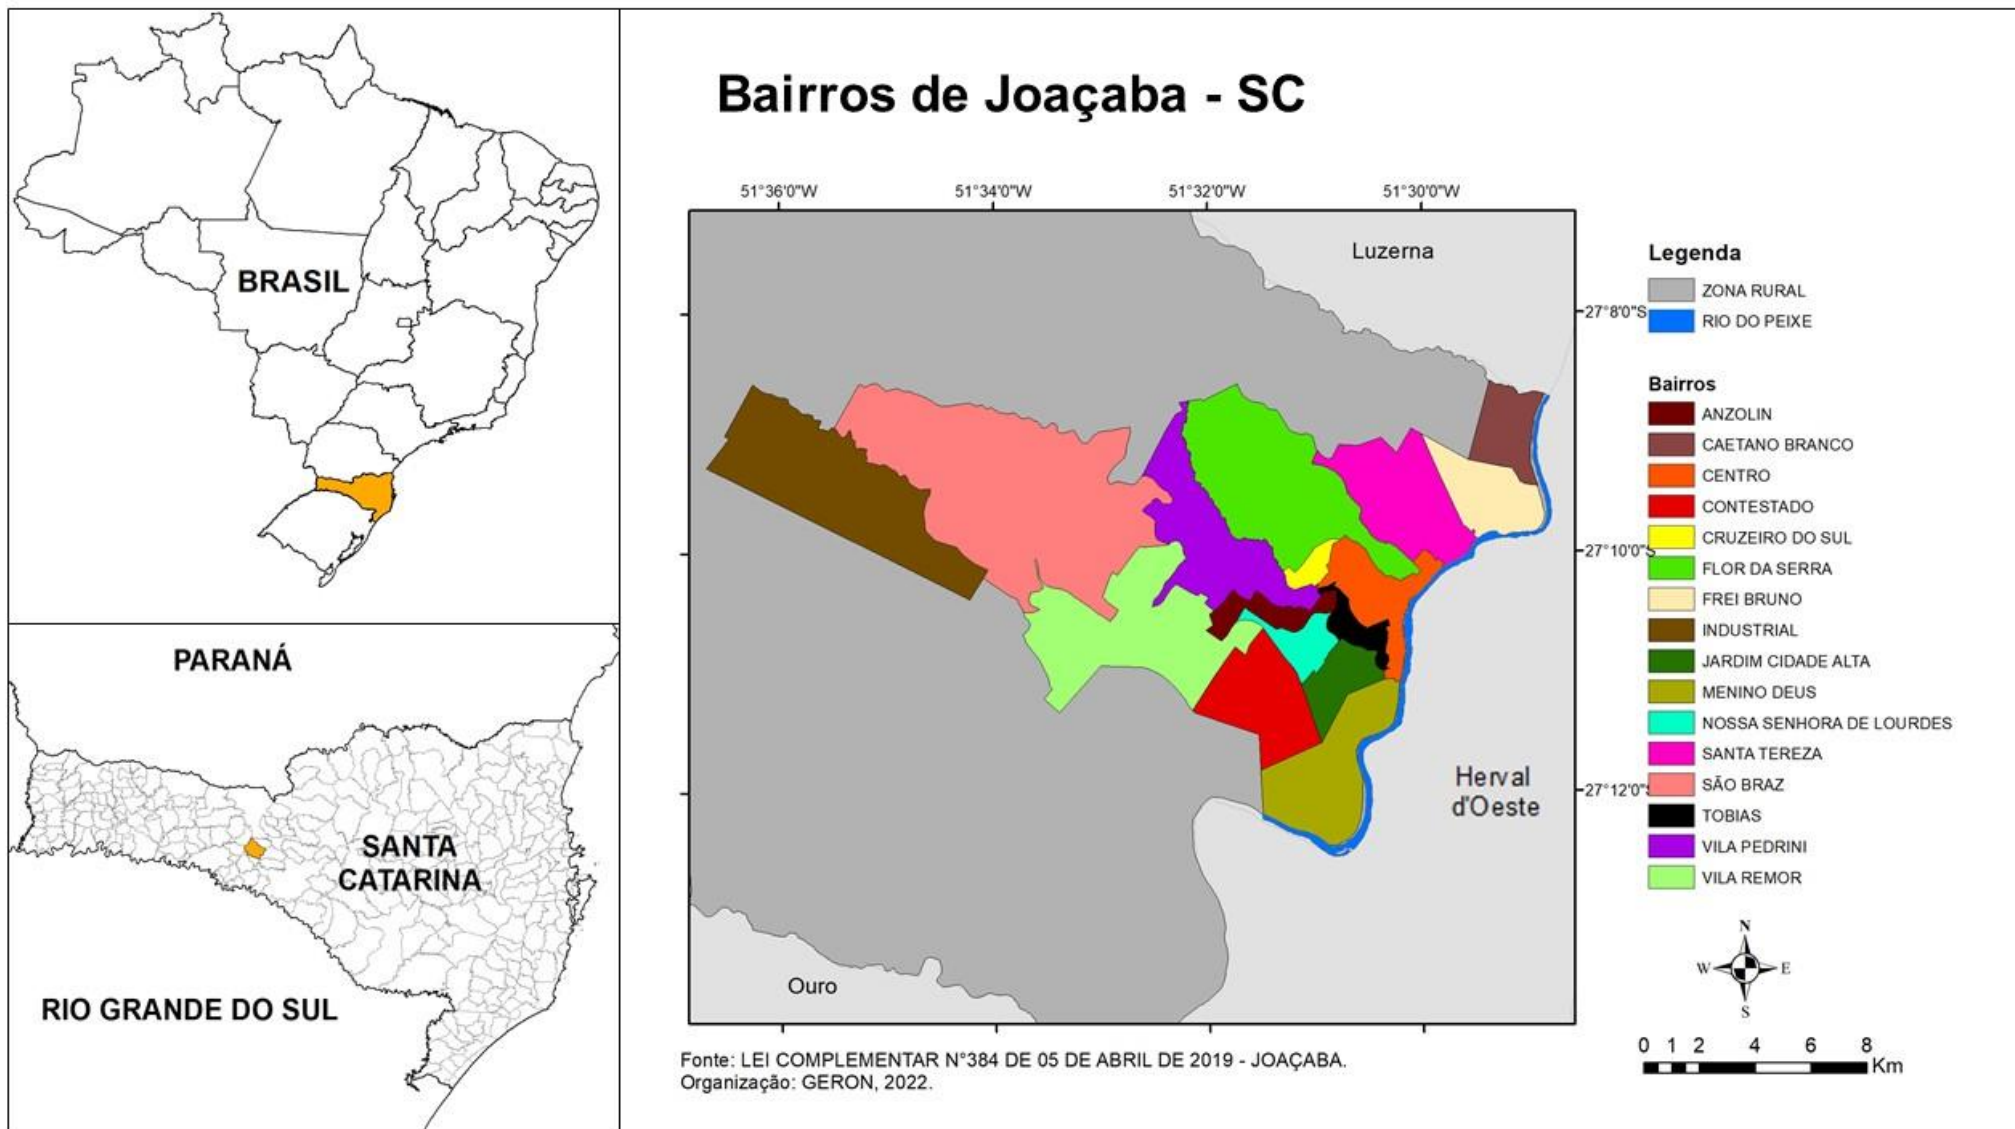 BRASIL
PARANÁ
SANTA
CATARINA
RIO GRANDE DO SUL
Bairros de Joaçaba - SC
51°36'0"W
51°34'0"W
51°32'0"W
51°30'0"W
Luzerna
27°8'0"S
27°10'0"S
27°12'0"S
Herval
d'Oeste
Ouro
Legenda
ZONA RURAL
RIO DO PEIXE
Bairros
ANZOLIN
CAETANO BRANCO
CENTRO
CONTESTADO
CRUZEIRO DO SUL
FLOR DA SERRA
FREI BRUNO
INDUSTRIAL
JARDIM CIDADE ALTA
MENINO DEUS
NOSSA SENHORA DE LOURDES
SANTA TEREZA
SÃO BRAZ
TOBIAS
VILA PEDRINI
VILA REMOR
N
W E
S
0 1 2 4 6 8
Km
Fonte: LEI COMPLEMENTAR N°384 DE 05 DE ABRIL DE 2019 - JOAÇABA.
Organização: GERON, 2022.